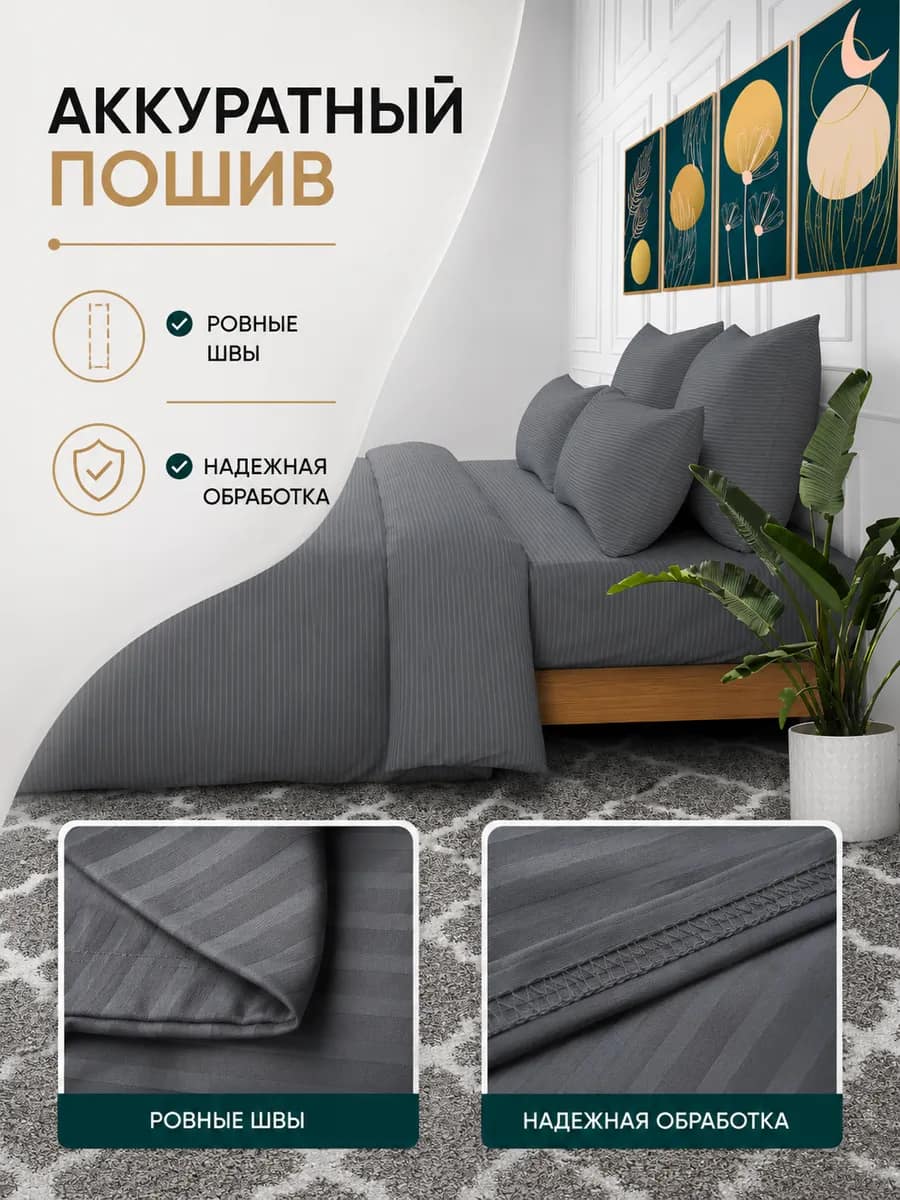 АККУРАТНЫЙ
ПОШИВ
РОВНЫЕ
ШВЫ
НАДЕЖНАЯ
ОБРАБОТКА
РОВНЫЕ ШВЫ
НАДЕЖНАЯ ОБРАБОТКА